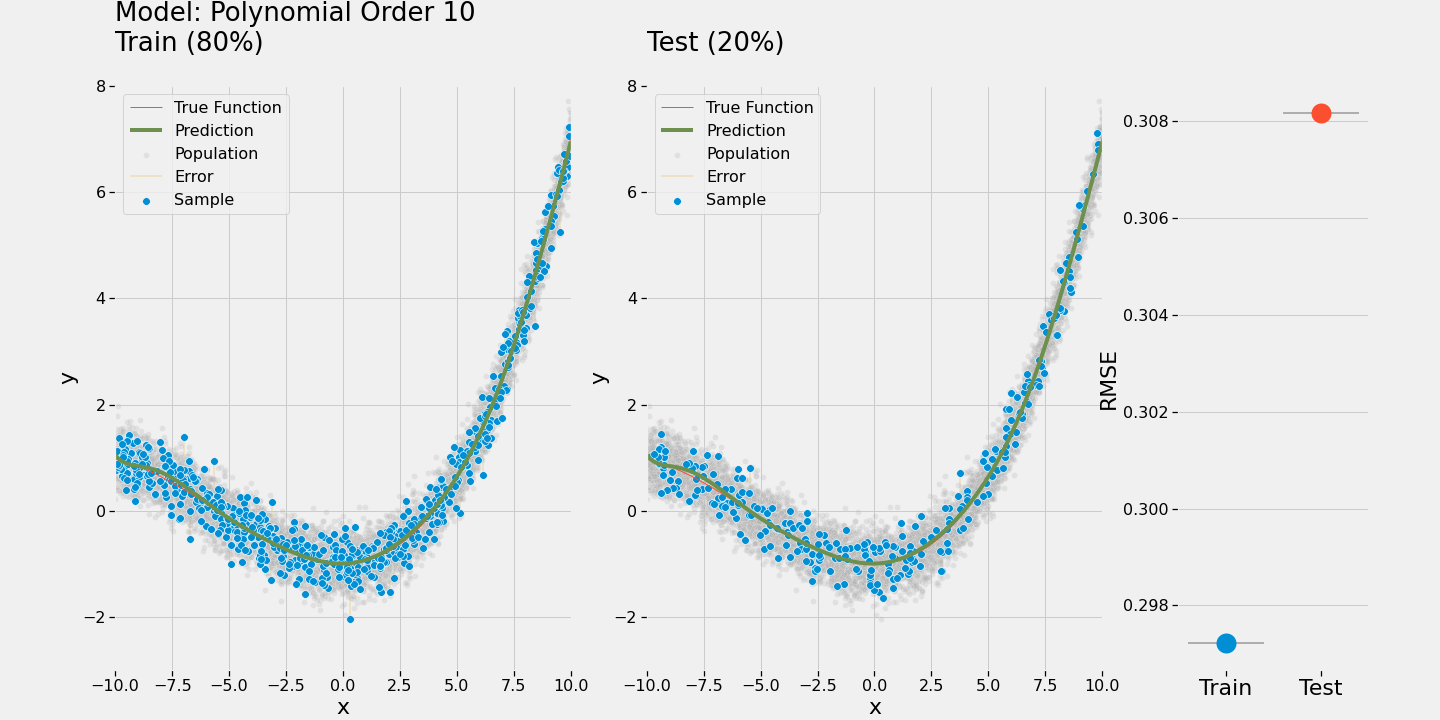 Model: Polynomial Order 10
Train (80%)
8
6
4
2
0
−2
y
True Function
Prediction
Population
Error
Sample
−10.0 −7.5 −5.0 −2.5 0.0 2.5 5.0 7.5 10.0
x
Test (20%)
8
6
4
2
0
−2
y
True Function
Prediction
Population
Error
Sample
−10.0 −7.5 −5.0 −2.5 0.0 2.5 5.0 7.5 10.0
x
RMSE
0.308
0.306
0.304
0.302
0.300
0.298
Train Test